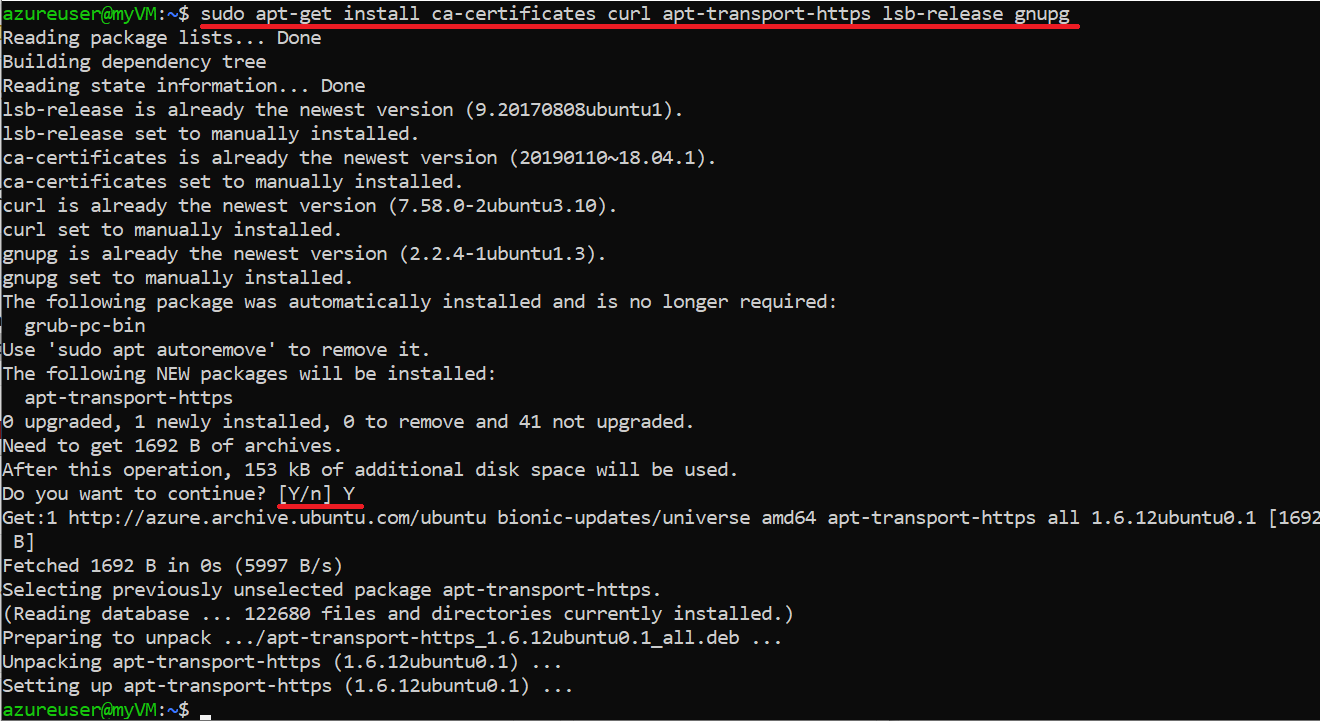 azureuser@myVM:~$ sudo apt-get install ca-certificates curl apt-transport-https lsb-release gnupg
Reading package lists... Done
Building dependency tree
Reading state information... Done
lsb-release is already the newest version (9.20170808ubuntu1).
lsb-release set to manually installed.
ca-certificates is already the newest version (20190110~18.04.1).
ca-certificates set to manually installed.
curl is already the newest version (7.58.0-2ubuntu3.10).
curl set to manually installed.
gnupg is already the newest version (2.2.4-1ubuntu1.3).
gnupg set to manually installed.
The following package was automatically installed and is no longer required:
  grub-pc-bin
Use 'sudo apt autoremove' to remove it.
The following NEW packages will be installed:
  apt-transport-https
0 upgraded, 1 newly installed, 0 to remove and 41 not upgraded.
Need to get 1692 B of archives.
After this operation, 153 kB of additional disk space will be used.
Do you want to continue? [Y/n] Y
Get:1 http://azure.archive.ubuntu.com/ubuntu bionic-updates/universe amd64 apt-transport-https all 1.6.12ubuntu0.1 [1692
 B]
Fetched 1692 B in 0s (5997 B/s)
Selecting previously unselected package apt-transport-https.
(Reading database ... 122680 files and directories currently installed.)
Preparing to unpack .../apt-transport-https_1.6.12ubuntu0.1_all.deb ...
Unpacking apt-transport-https (1.6.12ubuntu0.1) ...
Setting up apt-transport-https (1.6.12ubuntu0.1) ...
azureuser@myVM:~$